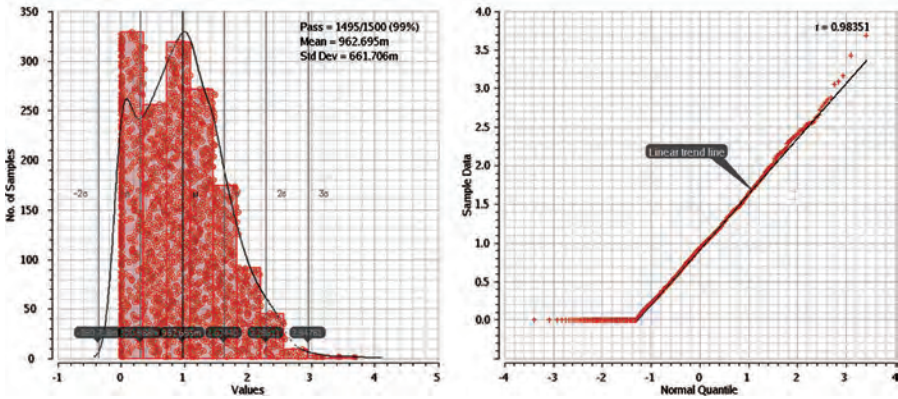 Pass = 1495/1500 (99%)
Mean = 962.695m
Std Dev = 661.706m
No. of Samples
350
300
250
200
150
100
50
0
-2σ
μ
2σ
3σ
-1
0
1
2
3
4
5
Values
r = 0.98351
Sample Data
4.0
3.5
3.0
2.5
2.0
1.5
1.0
0.5
0.0
Linear trend line
-4
-3
-2
-1
0
1
2
3
4
Normal Quantile